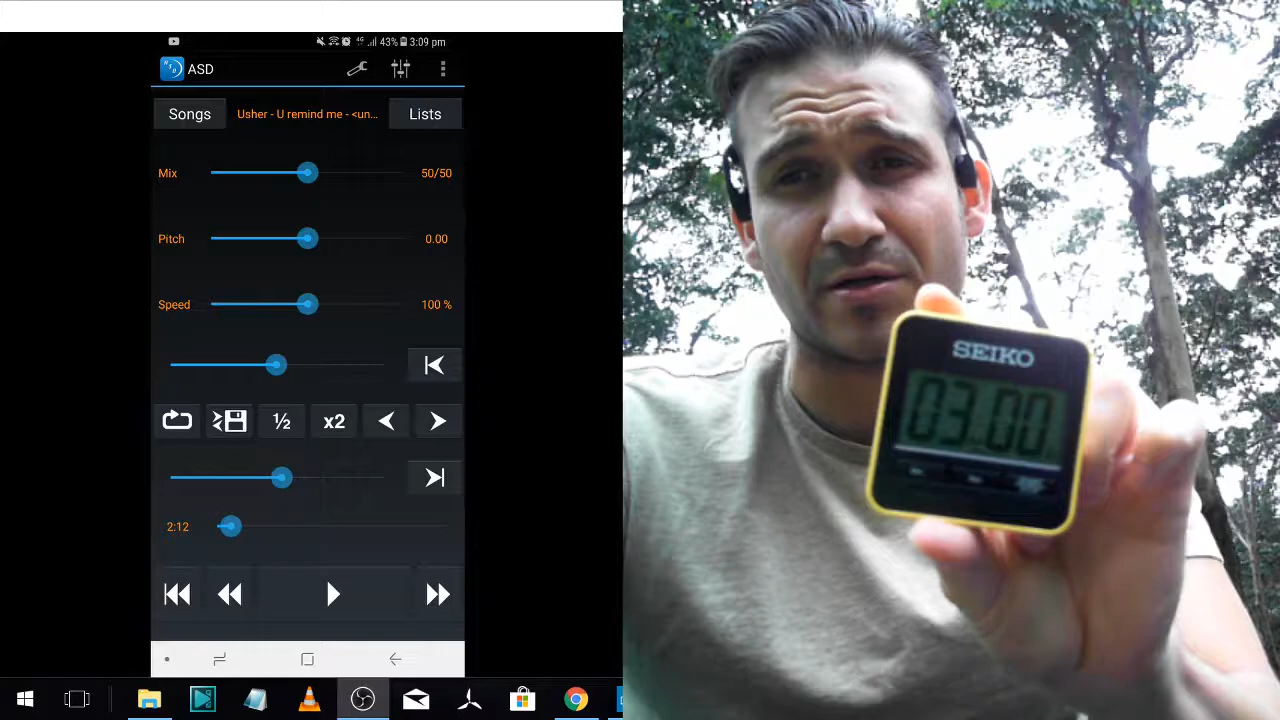 43% 3:09 pm
ASD
Songs Usher - U remind me - <un... Lists
Mix 50/50
Pitch 0.00
Speed 100 %
½ x2
2:12
SEIKO
03 00